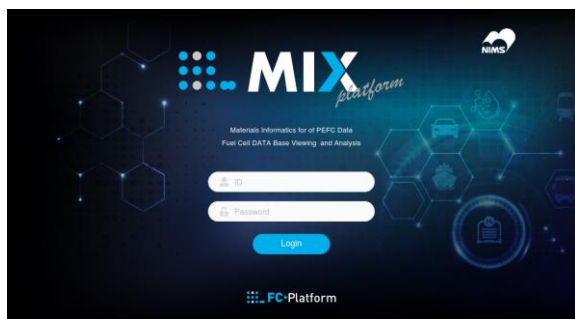 NIMS
MIX
platform
Materials Informatics for of PEFC Data
Fuel Cell DATA Base Viewing and Analysis
ID
Password
Login
FC-Platform